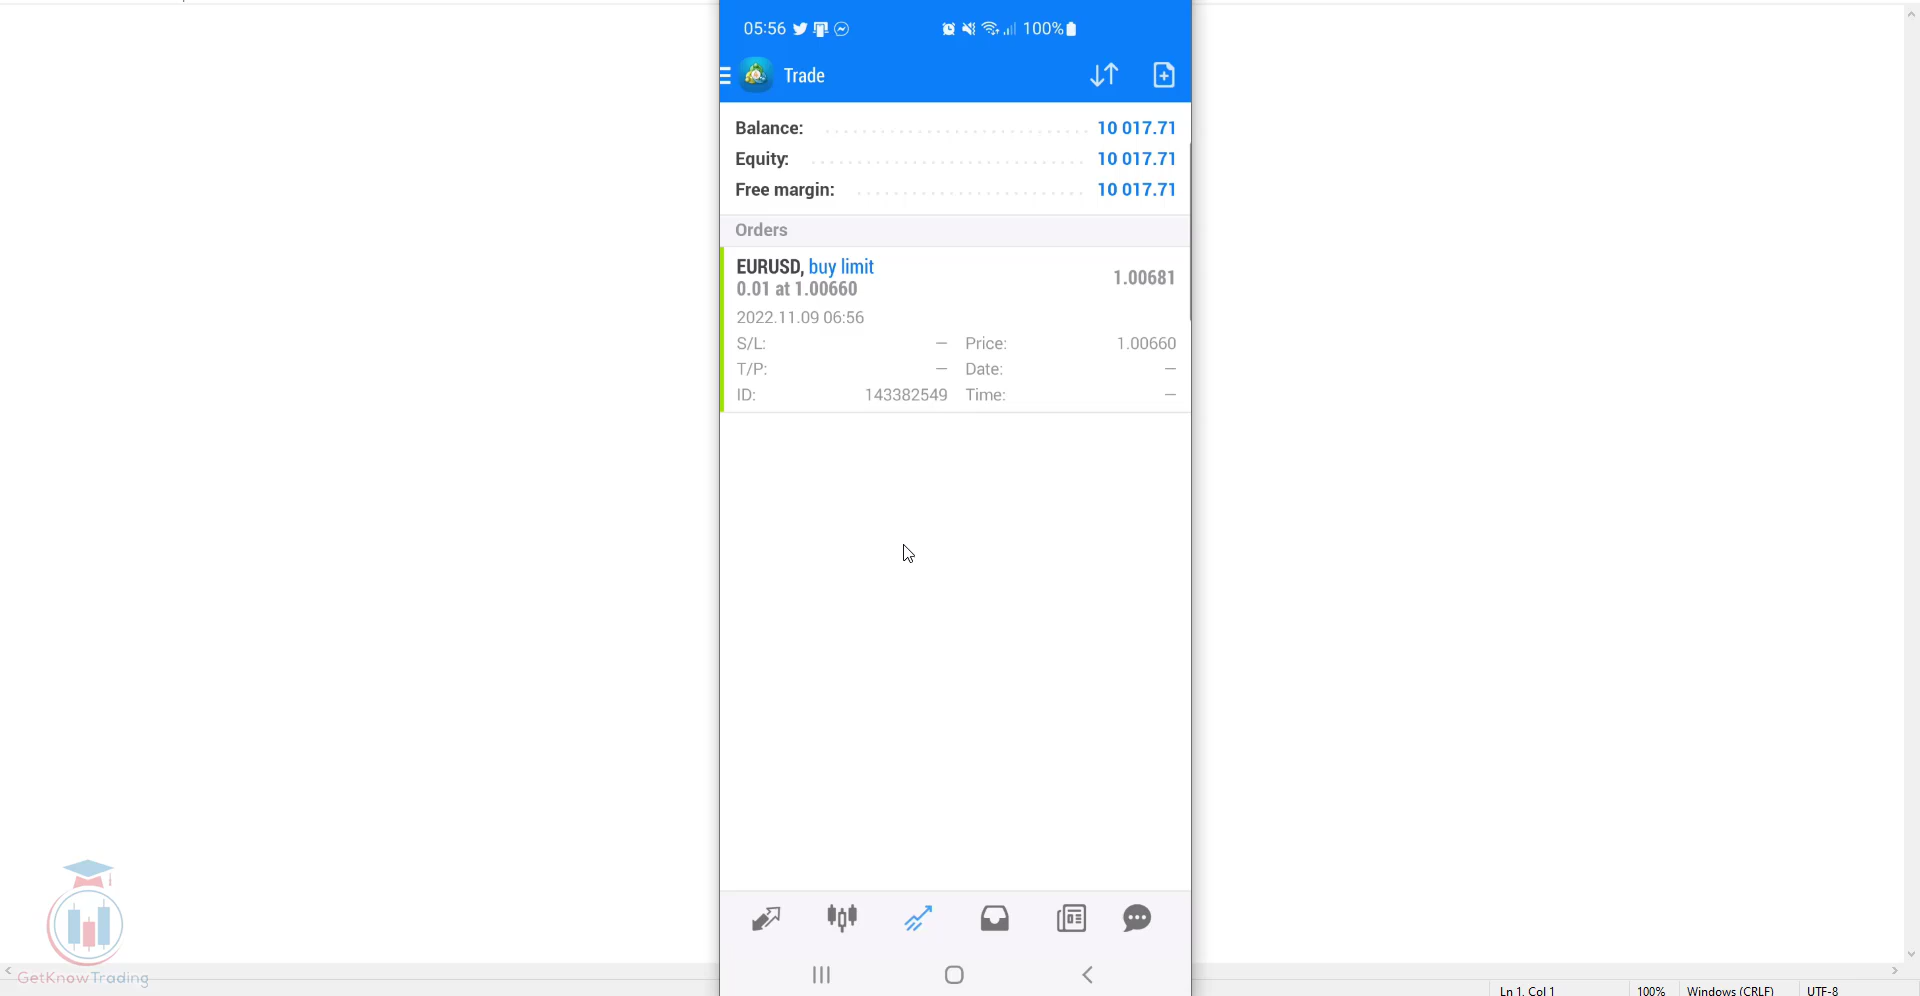 05:56 100%
Trade
Balance: 10 017.71
Equity: 10 017.71
Free margin: 10 017.71
Orders
EURUSD, buy limit
0.01 at 1.00660 1.00681
2022.11.09 06:56
S/L: – Price: 1.00660
T/P: – Date: –
ID: 143382549 Time: –
GetKnowTrading
Ln 1, Col 1 100% Windows (CRLF) UTF-8